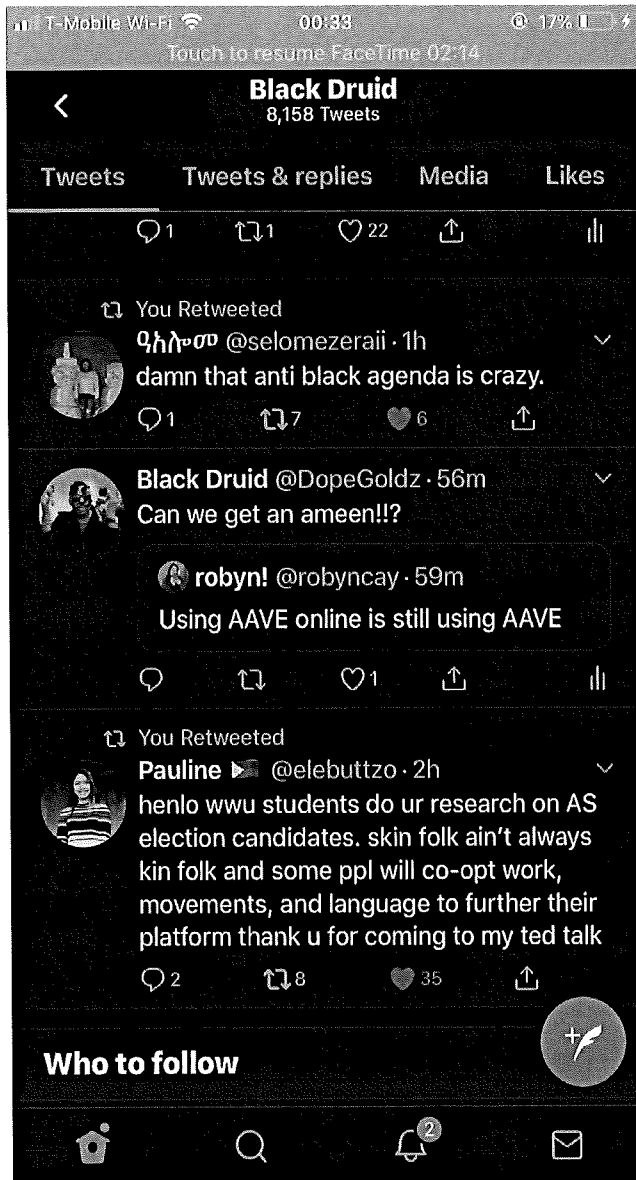 T-Mobile Wi-Fi 00:33 17%
Touch to resume FaceTime 02:14
Black Druid
8,158 Tweets
Tweets Tweets & replies Media Likes
1 1 22
You Retweeted
ዓለም @selomezeraii · 1h
damn that anti black agenda is crazy.
1 7 6
Black Druid @DopeGoldz · 56m
Can we get an ameen!!?
robyn! @robyncay · 59m
Using AAVE online is still using AAVE
1
You Retweeted
Pauline @elebuttzo · 2h
henlo wwu students do ur research on AS
election candidates. skin folk ain't always
kin folk and some ppl will co-opt work,
movements, and language to further their
platform thank u for coming to my ted talk
2 8 35
Who to follow
2